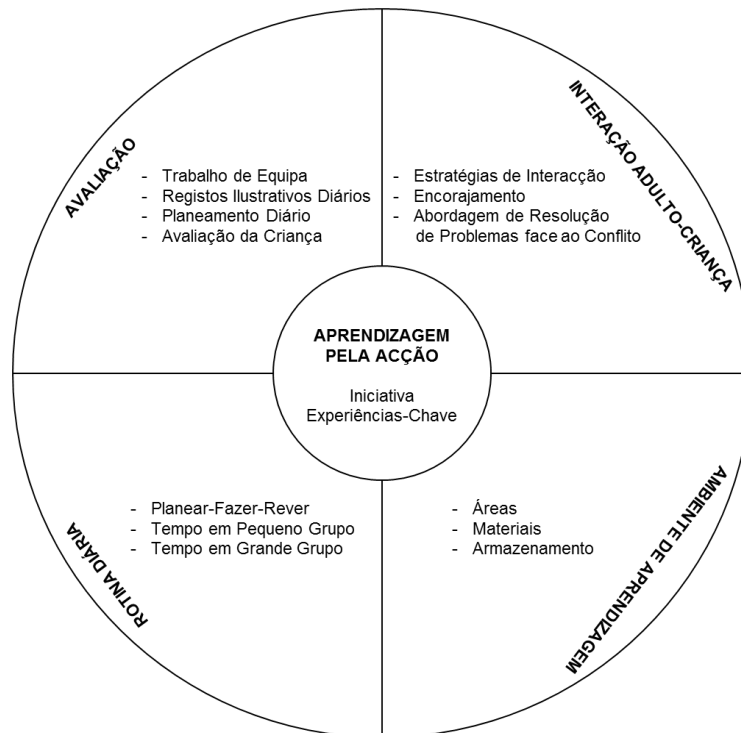 AVALIAÇÃO
- Trabalho de Equipa
- Registos Ilustrativos Diários
- Planeamento Diário
- Avaliação da Criança
INTERAÇÃO ADULTO-CRIANÇA
- Estratégias de Interacção
- Encorajamento
- Abordagem de Resolução
de Problemas face ao Conflito
APRENDIZAGEM
PELA ACÇÃO
Iniciativa
Experiências-Chave
ROTINA DIÁRIA
- Planear-Fazer-Rever
- Tempo em Pequeno Grupo
- Tempo em Grande Grupo
- Áreas
- Materiais
- Armazenamento
AMBIENTE DE APRENDIZAGEM